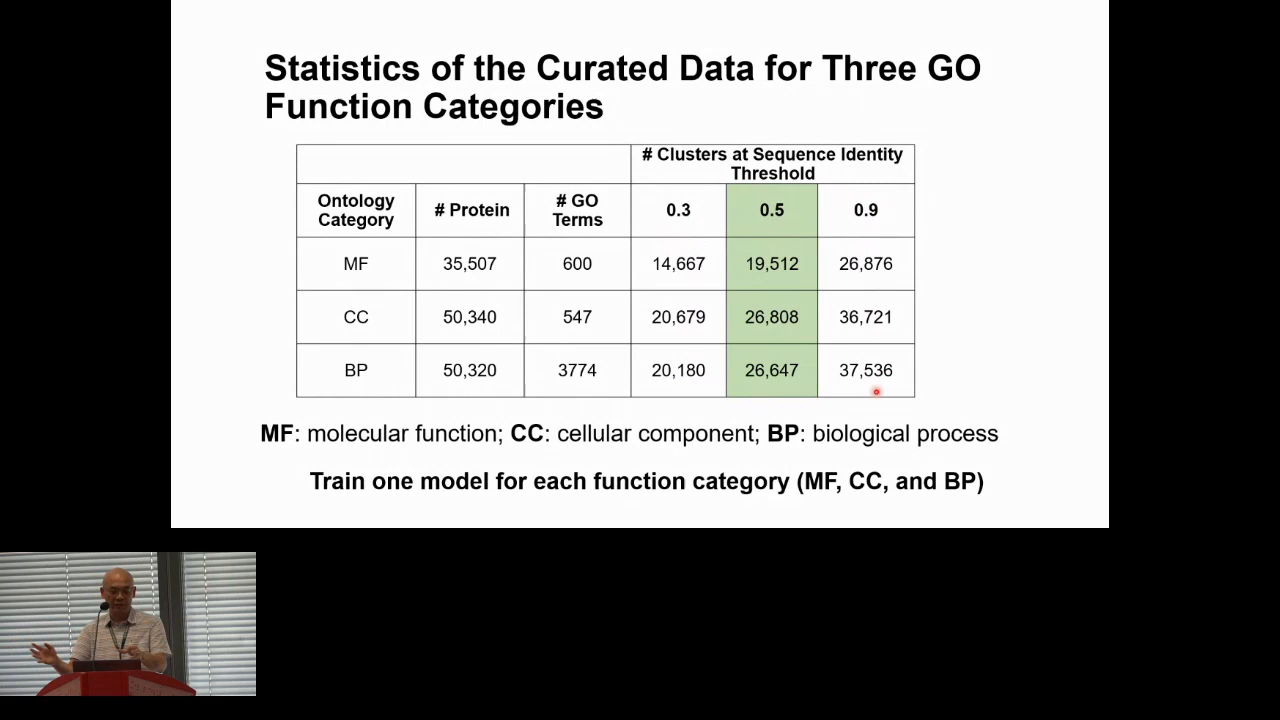 Statistics of the Curated Data for Three GO
Function Categories
# Clusters at Sequence Identity
Threshold
Ontology
Category
# Protein
# GO
Terms
0.3
0.5
0.9
MF
35,507
600
14,667
19,512
26,876
CC
50,340
547
20,679
26,808
36,721
BP
50,320
3774
20,180
26,647
37,536
MF: molecular function; CC: cellular component; BP: biological process
Train one model for each function category (MF, CC, and BP)